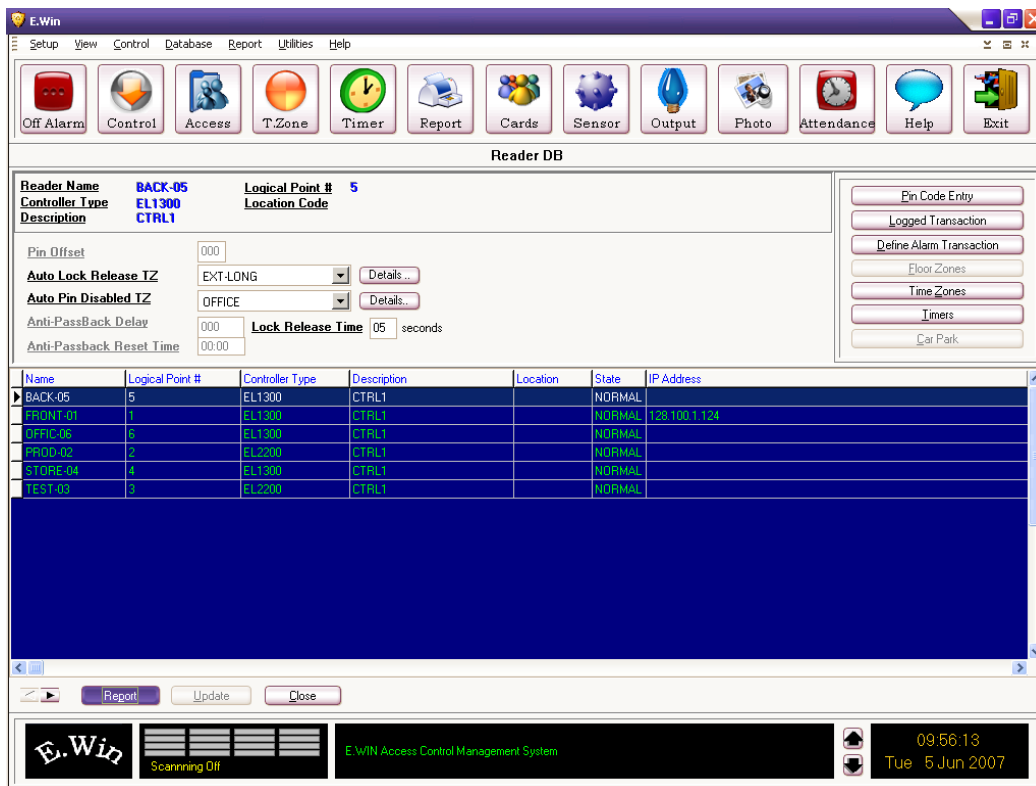 E.Win
Setup View Control Database Report Utilities Help
Off Alarm Control Access T.Zone Timer Report Cards Sensor Output Photo Attendance Help Exit
Reader DB
Reader Name BACK-05 Logical Point # 5
Controller Type EL1300 Location Code
Description CTRL1
Pin Code Entry
Logged Transaction
Define Alarm Transaction
Floor Zones
Time Zones
Timers
Car Park
Pin Offset 000
Auto Lock Release TZ EXT-LONG Details ..
Auto Pin Disabled TZ OFFICE Details..
Anti-PassBack Delay 000 Lock Release Time 05 seconds
Anti-Passback Reset Time 00:00
Name Logical Point # Controller Type Description Location State IP Address
BACK-05 5 EL1300 CTRL1 NORMAL
FRONT-01 1 EL1300 CTRL1 NORMAL 128.100.1.124
OFFIC-06 6 EL1300 CTRL1 NORMAL
PROD-02 2 EL2200 CTRL1 NORMAL
STORE-04 4 EL1300 CTRL1 NORMAL
TEST-03 3 EL2200 CTRL1 NORMAL
Report Update Close
E.Win
Scannning Off
E.WIN Access Control Management System
09:56:13
Tue 5 Jun 2007